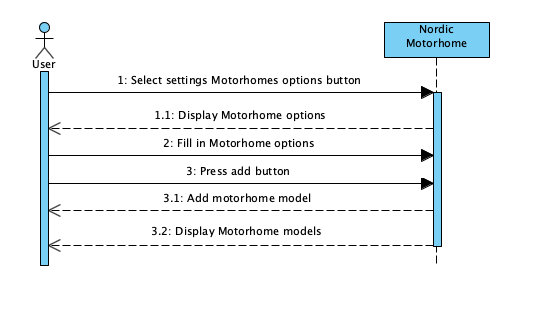 Nordic
Motorhome
User
1: Select settings Motorhomes options button
1.1: Display Motorhome options
2: Fill in Motorhome options
3: Press add button
3.1: Add motorhome model
3.2: Display Motorhome models